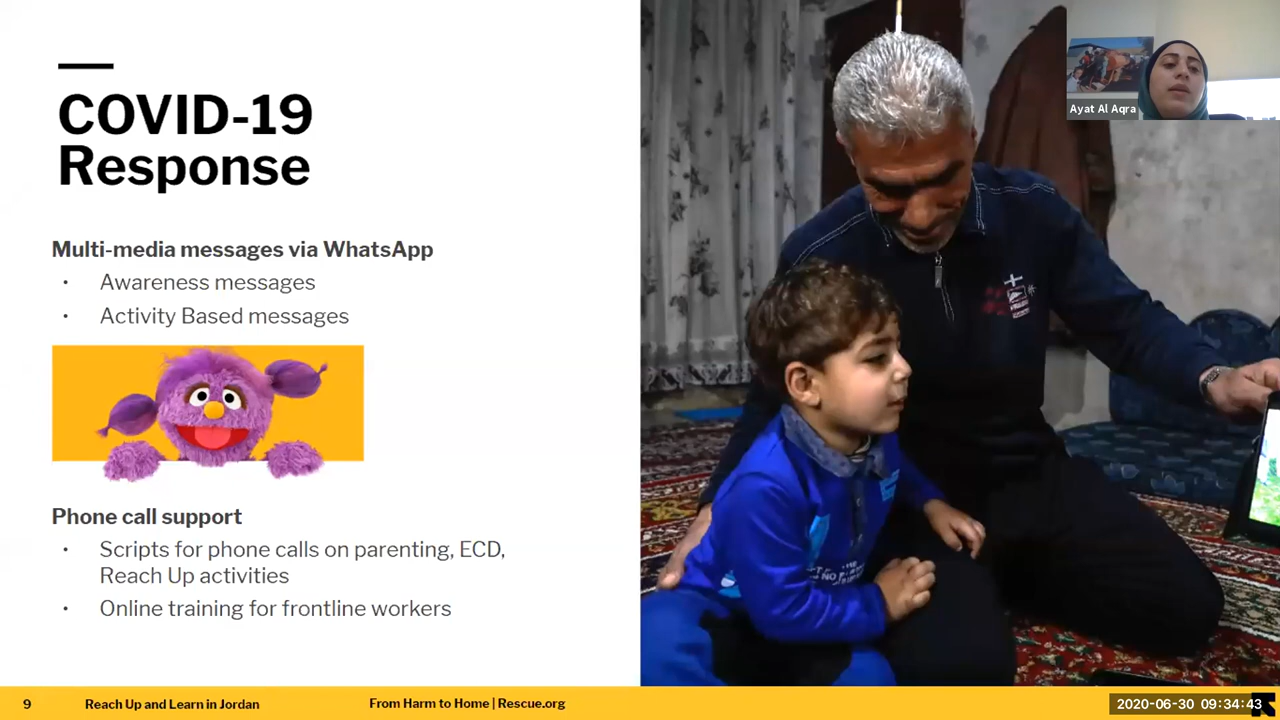 COVID-19
Response
Multi-media messages via WhatsApp
• Awareness messages
• Activity Based messages
Phone call support
• Scripts for phone calls on parenting, ECD,
Reach Up activities
• Online training for frontline workers
9
Reach Up and Learn in Jordan
From Harm to Home | Rescue.org
Ayat Al Aqra
2020-06-30 09:34:43